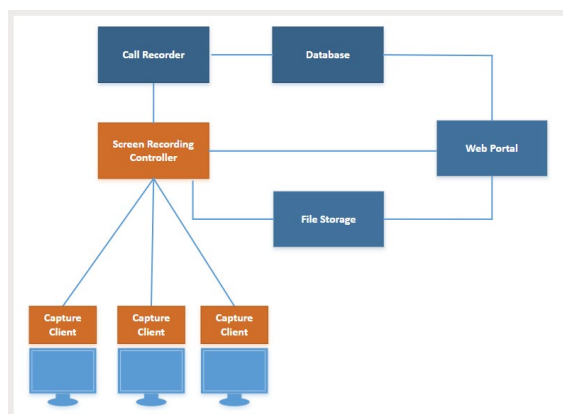 Call Recorder
Database
Screen Recording
Controller
Web Portal
File Storage
Capture
Client
Capture
Client
Capture
Client